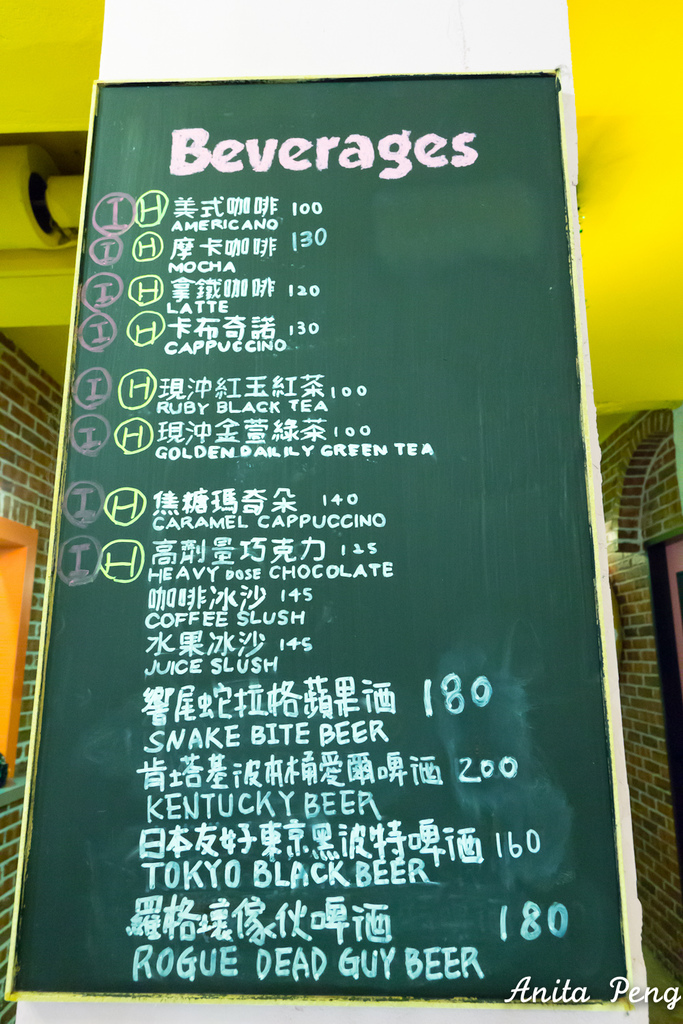 Beverages
I H 美式咖啡 100
AMERICANO
I H 摩卡咖啡 130
MOCHA
I H 拿鐵咖啡 120
LATTE
I H 卡布奇諾 130
CAPPUCCINO
I H 現沖紅玉紅茶 100
RUBY BLACK TEA
I H 現沖金萱綠茶 100
GOLDEN DAILILY GREEN TEA
I H 焦糖瑪奇朵 140
CARAMEL CAPPUCCINO
I H 高劑量巧克力 125
HEAVY DOSE CHOCOLATE
咖啡冰沙 145
COFFEE SLUSH
水果冰沙 145
JUICE SLUSH
響尾蛇拉格蘋果酒 180
SNAKE BITE BEER
肯塔基波本桶愛爾啤酒 200
KENTUCKY BEER
日本友好東京黑波特啤酒 160
TOKYO BLACK BEER
羅格壞傢伙啤酒 180
ROGUE DEAD GUY BEER
Anita Peng